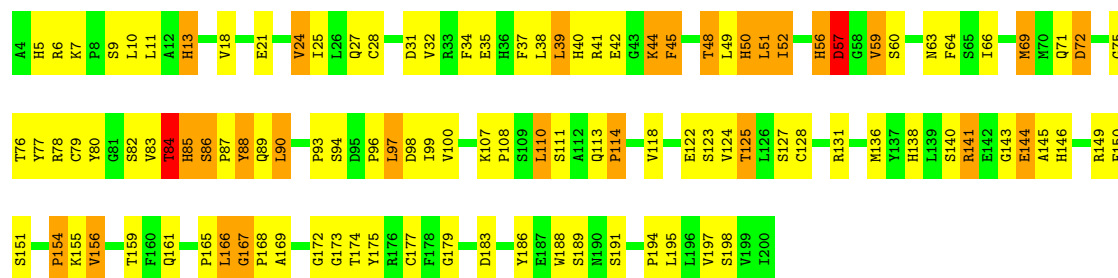 A4 H5 R6 K7 P8 S9 L10 L11 A12 H13 V18 E21 V24 I25 L26 Q27 C28 D31 V32 R33 F34 E35 H36 F37 L38 L39 H40 R41 E42 G43 K44 F45 T48 L49 H50 L51 I52 H56 D57 G58 V59 S60 N63 F64 S65 I66 M69 M70 Q71 D72
T76 Y77 R78 C79 Y80 G81 S82 V83 T84 H85 S86 P87 Y88 Q89 L90 P93 S94 D95 P96 L97 D98 I99 V100 K107 P108 S109 L110 S111 A112 Q113 P114 V118 E122 S123 V124 T125 L126 S127 C128 R131 M136 Y137 H138 L139 S140 R141 E142 G143 E144 A145 H146 R149
S151 P154 K155 V156 T159 F160 Q161 P165 L166 G167 P168 A169 G172 G173 T174 Y175 R176 C177 F178 G179 D183 Y186 E187 W188 S189 N190 S191 P194 L195 L196 V197 S198 V199 I200